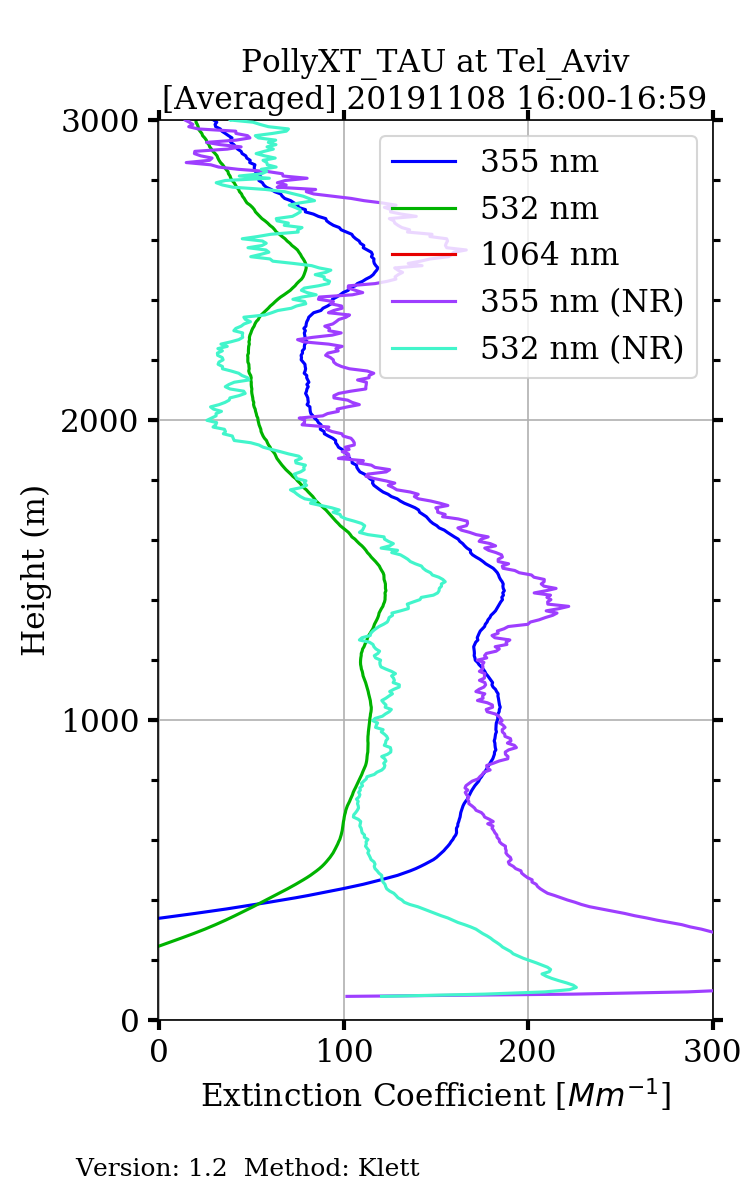 PollyXT_TAU at Tel_Aviv
[Averaged] 20191108 16:00-16:59
355 nm
532 nm
1064 nm
355 nm (NR)
532 nm (NR)
3000
2000
1000
0
Height (m)
0 100 200 300
Extinction Coefficient [Mm⁻¹]
Version: 1.2 Method: Klett